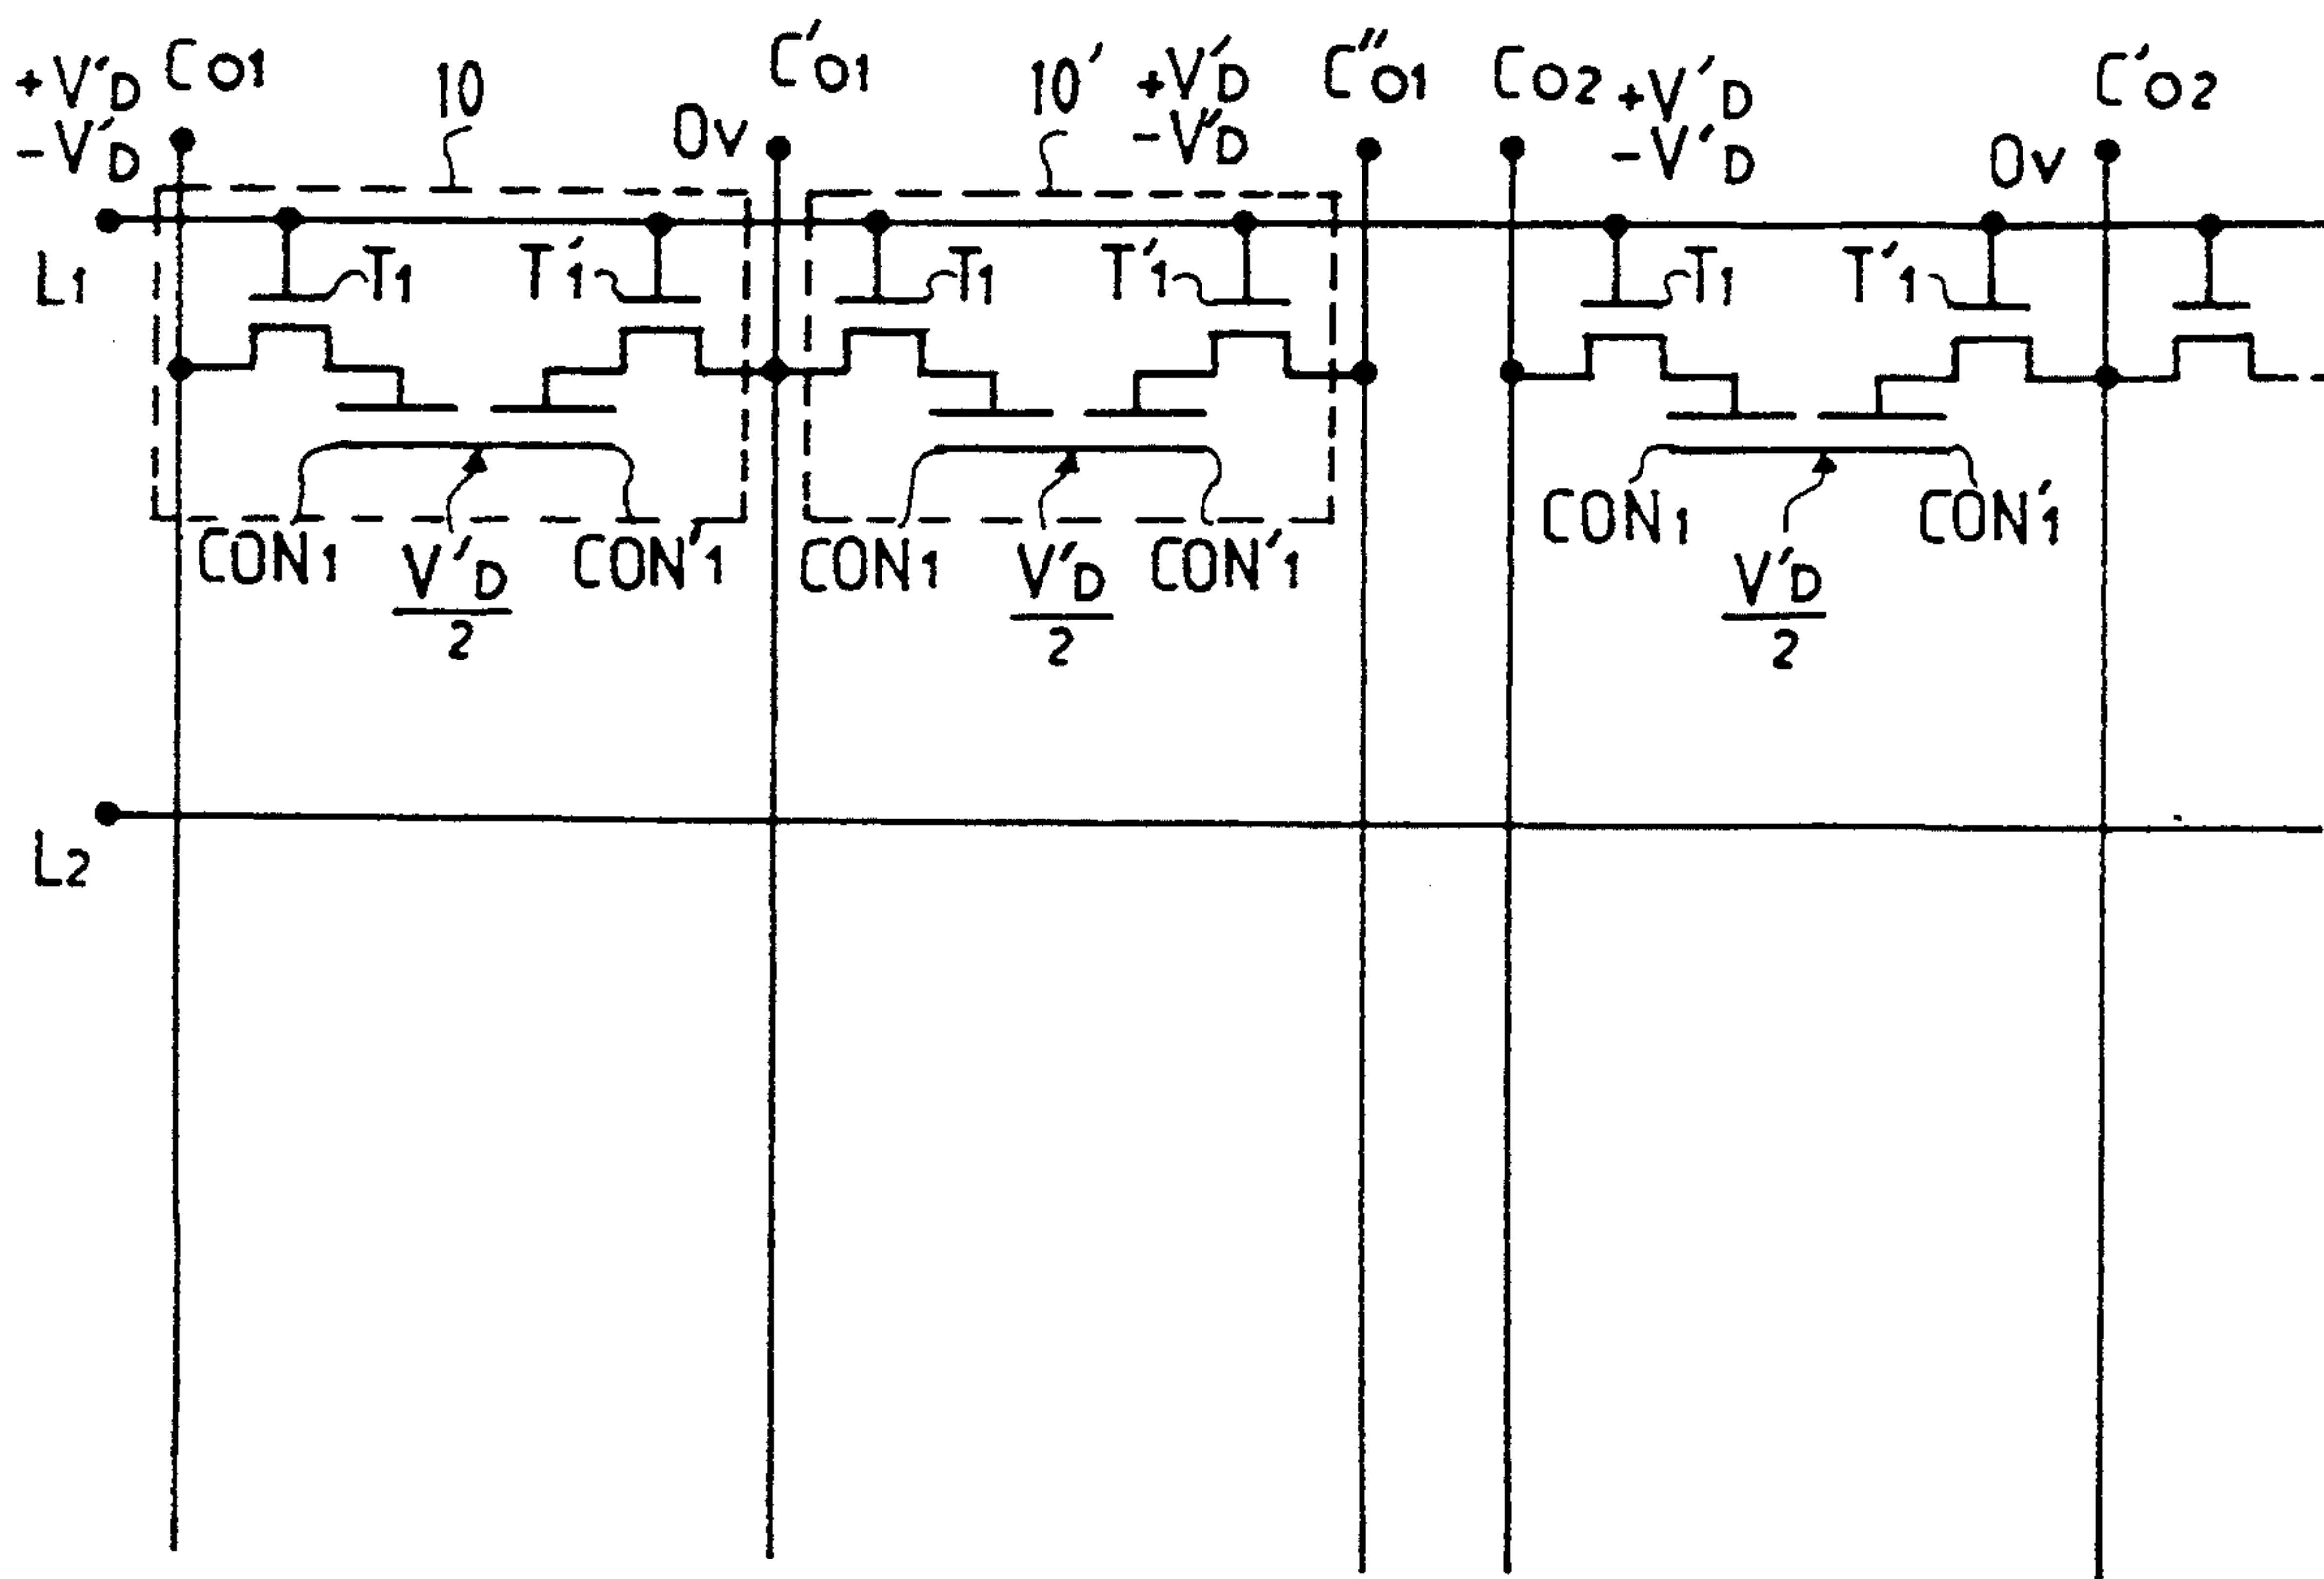 +V'D
-V'D
CO1
10
0v
C'O1
10'
+V'D
-V"D
C"O1
CO2
+V'D
-V'D
0v
C'O2
L1
T1
T'1
T1
T'1
T1
T'1
CON1
V'D
2
CON'1
CON1
V'D
2
CON'1
CON1
V'D
2
CON'1
L2